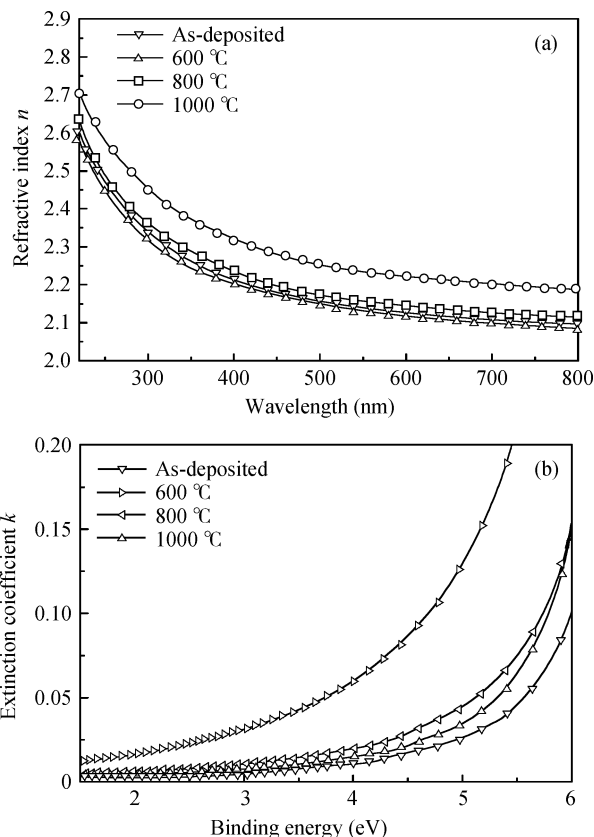 2.9
As-deposited
(a)
2.8
600 ℃
800 ℃
2.7
1000 ℃
2.6
2.5
2.4
2.3
2.2
2.1
2.0
Refractive index n
300 400 500 600 700 800
Wavelength (nm)
0.20
As-deposited
(b)
600 ℃
800 ℃
0.15
1000 ℃
0.10
0.05
0
Extinction coiefficient k
2 3 4 5 6
Binding energy (eV)